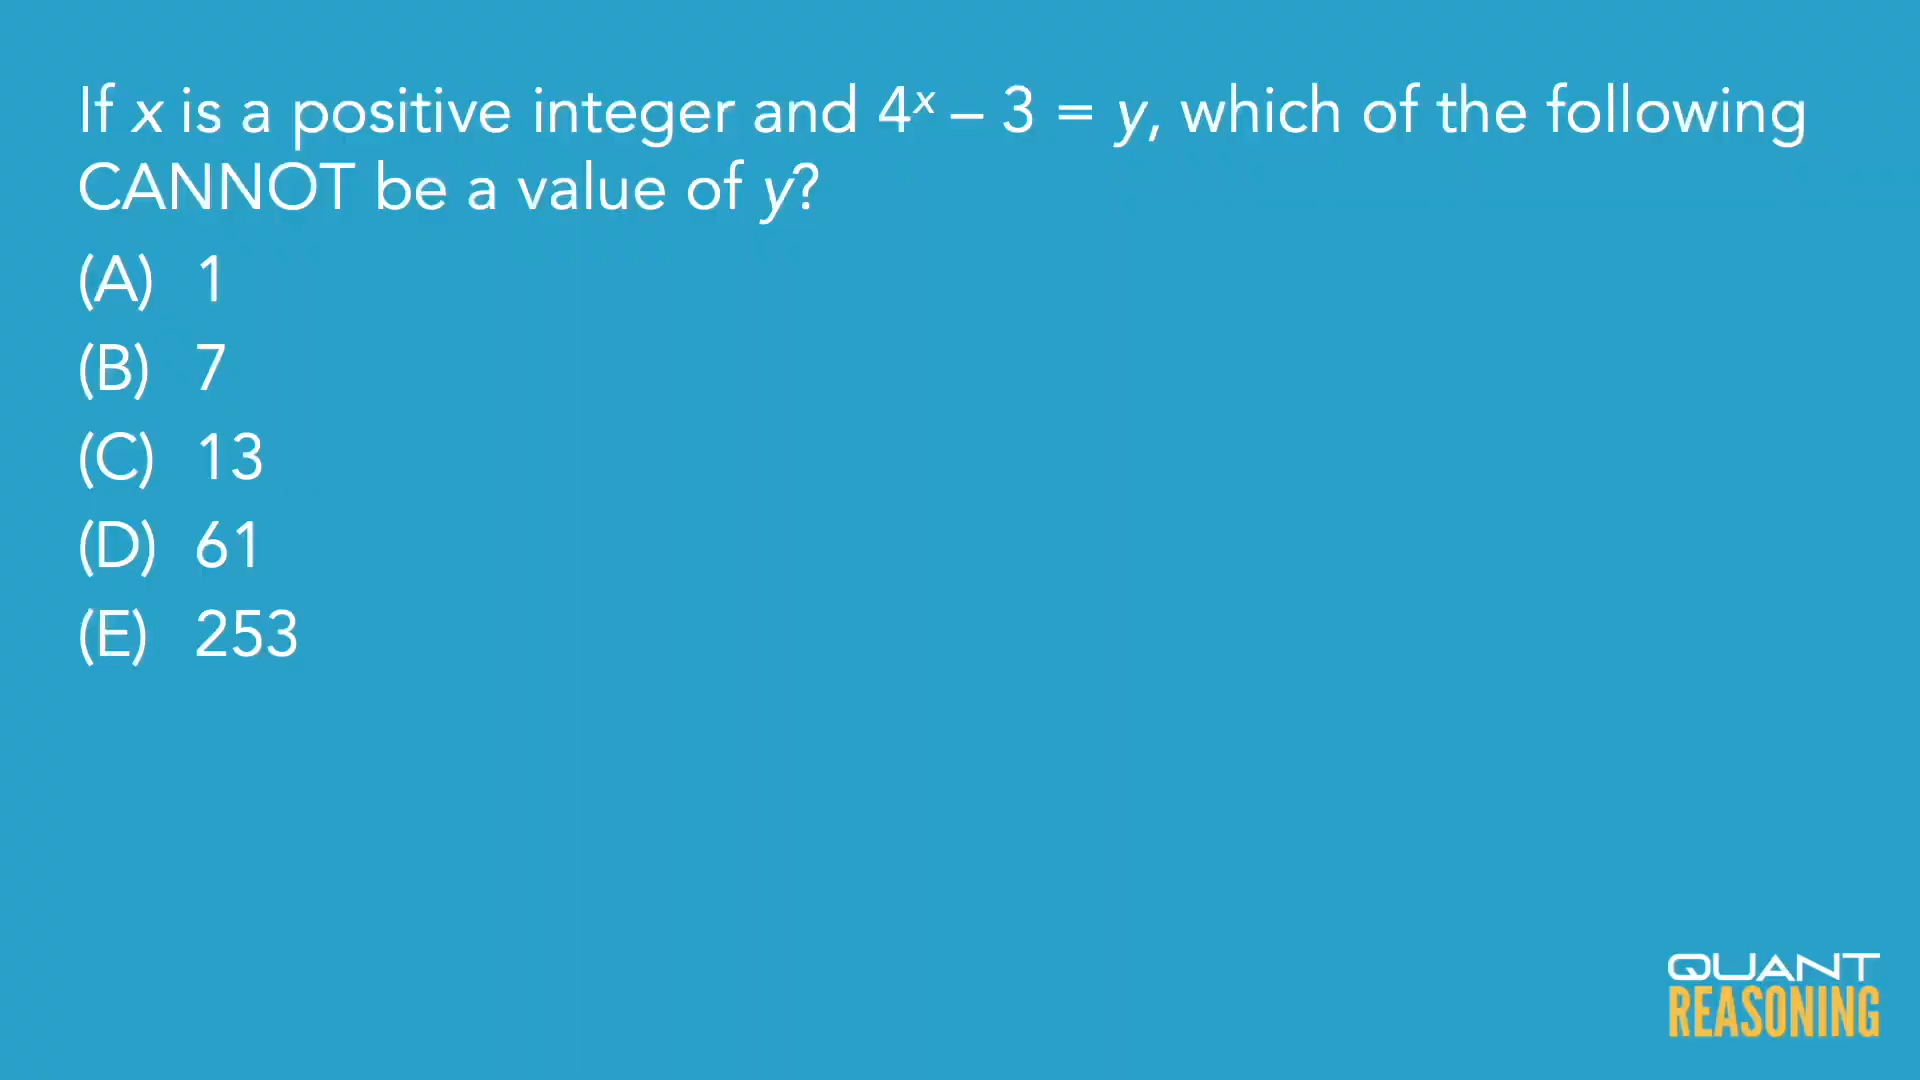 If x is a positive integer and 4ˣ – 3 = y, which of the following
CANNOT be a value of y?
(A) 1
(B) 7
(C) 13
(D) 61
(E) 253
QUANT
REASONING